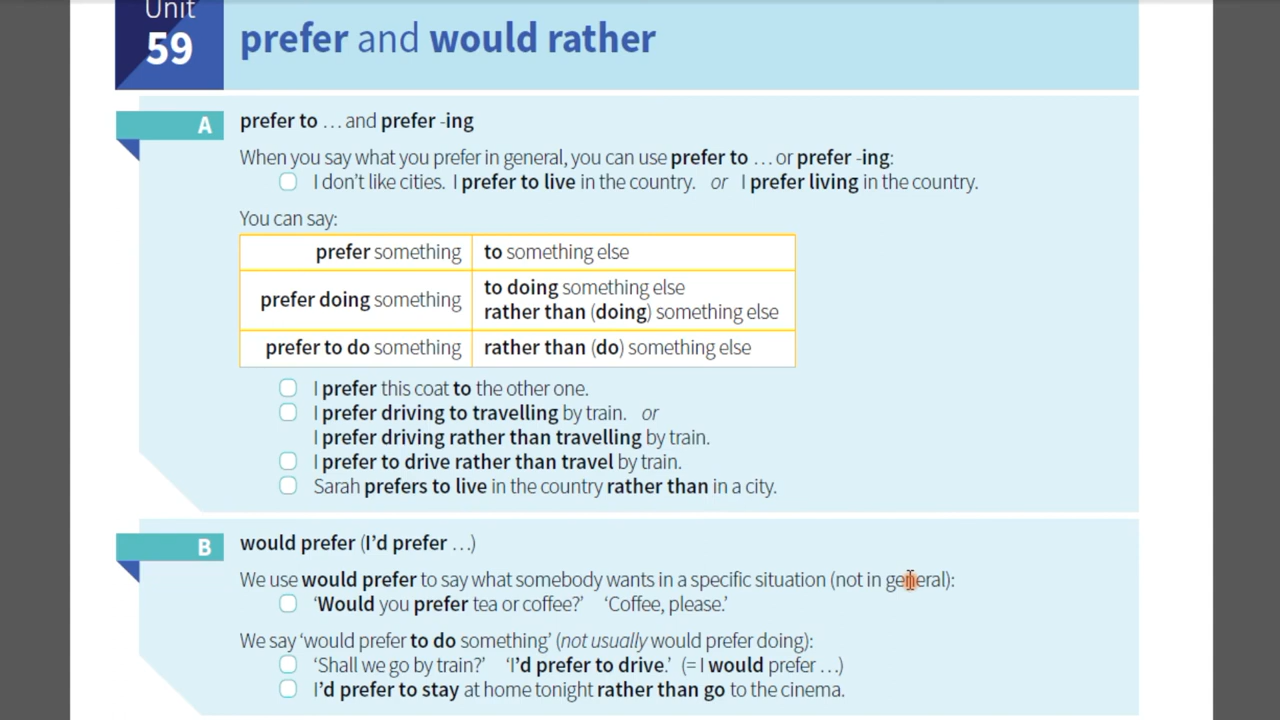 Unit
59
prefer and would rather
A
prefer to … and prefer -ing
When you say what you prefer in general, you can use prefer to … or prefer -ing:
I don’t like cities. I prefer to live in the country. or I prefer living in the country.
You can say:
prefer something to something else
prefer doing something to doing something else
rather than (doing) something else
prefer to do something rather than (do) something else
I prefer this coat to the other one.
I prefer driving to travelling by train. or
I prefer driving rather than travelling by train.
I prefer to drive rather than travel by train.
Sarah prefers to live in the country rather than in a city.
B
would prefer (I’d prefer …)
We use would prefer to say what somebody wants in a specific situation (not in general):
‘Would you prefer tea or coffee?’ ‘Coffee, please.’
We say ‘would prefer to do something’ (not usually would prefer doing):
‘Shall we go by train?’ ‘I’d prefer to drive.’ (= I would prefer …)
I’d prefer to stay at home tonight rather than go to the cinema.